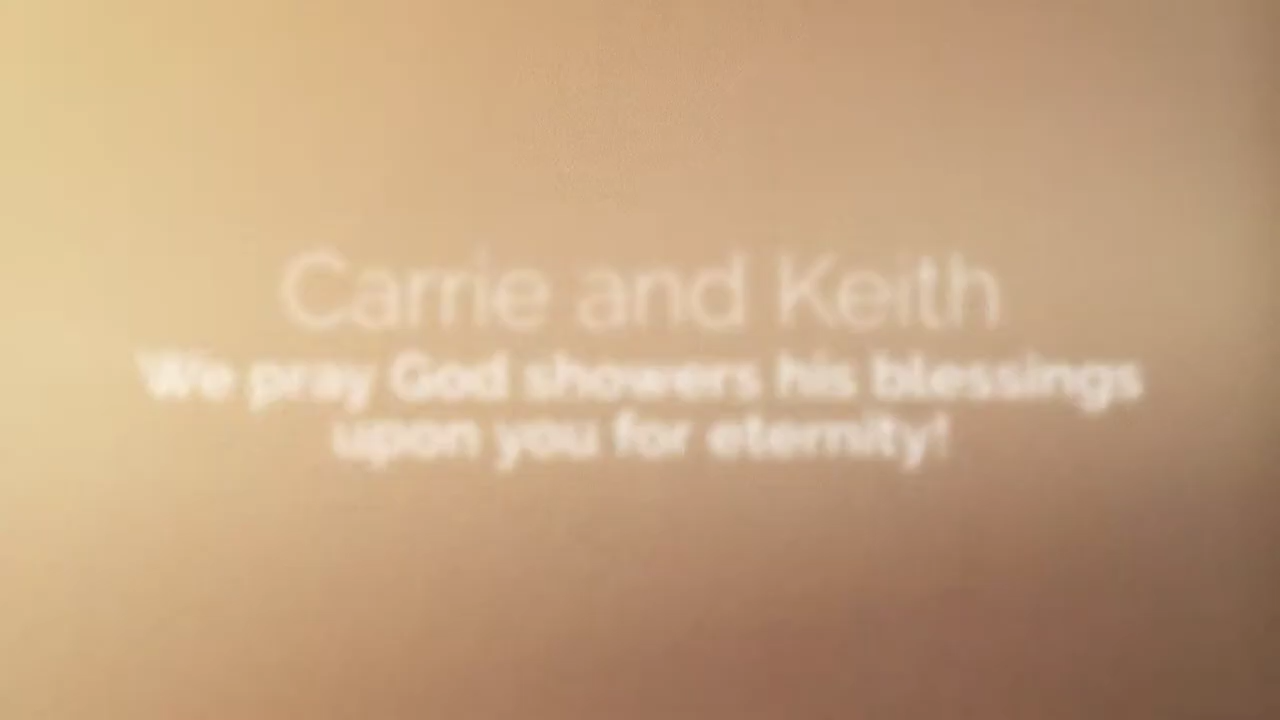 Carrie and Keith
We pray God showers his blessings
upon you for eternity!